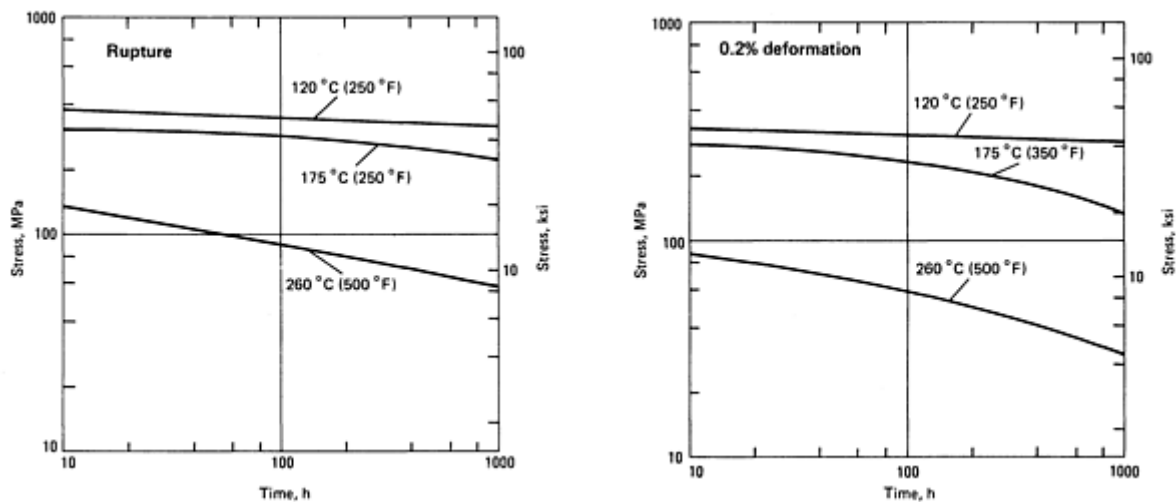 1000
Rupture
100
120 °C (250 °F)
175 °C (250 °F)
Stress, MPa
100
Stress, ksi
10
260 °C (500 °F)
10
10
100
1000
Time, h
1000
0.2% deformation
100
120 °C (250 °F)
175 °C (350 °F)
Stress, MPa
100
Stress, ksi
10
260 °C (500 °F)
10
10
100
1000
Time, h